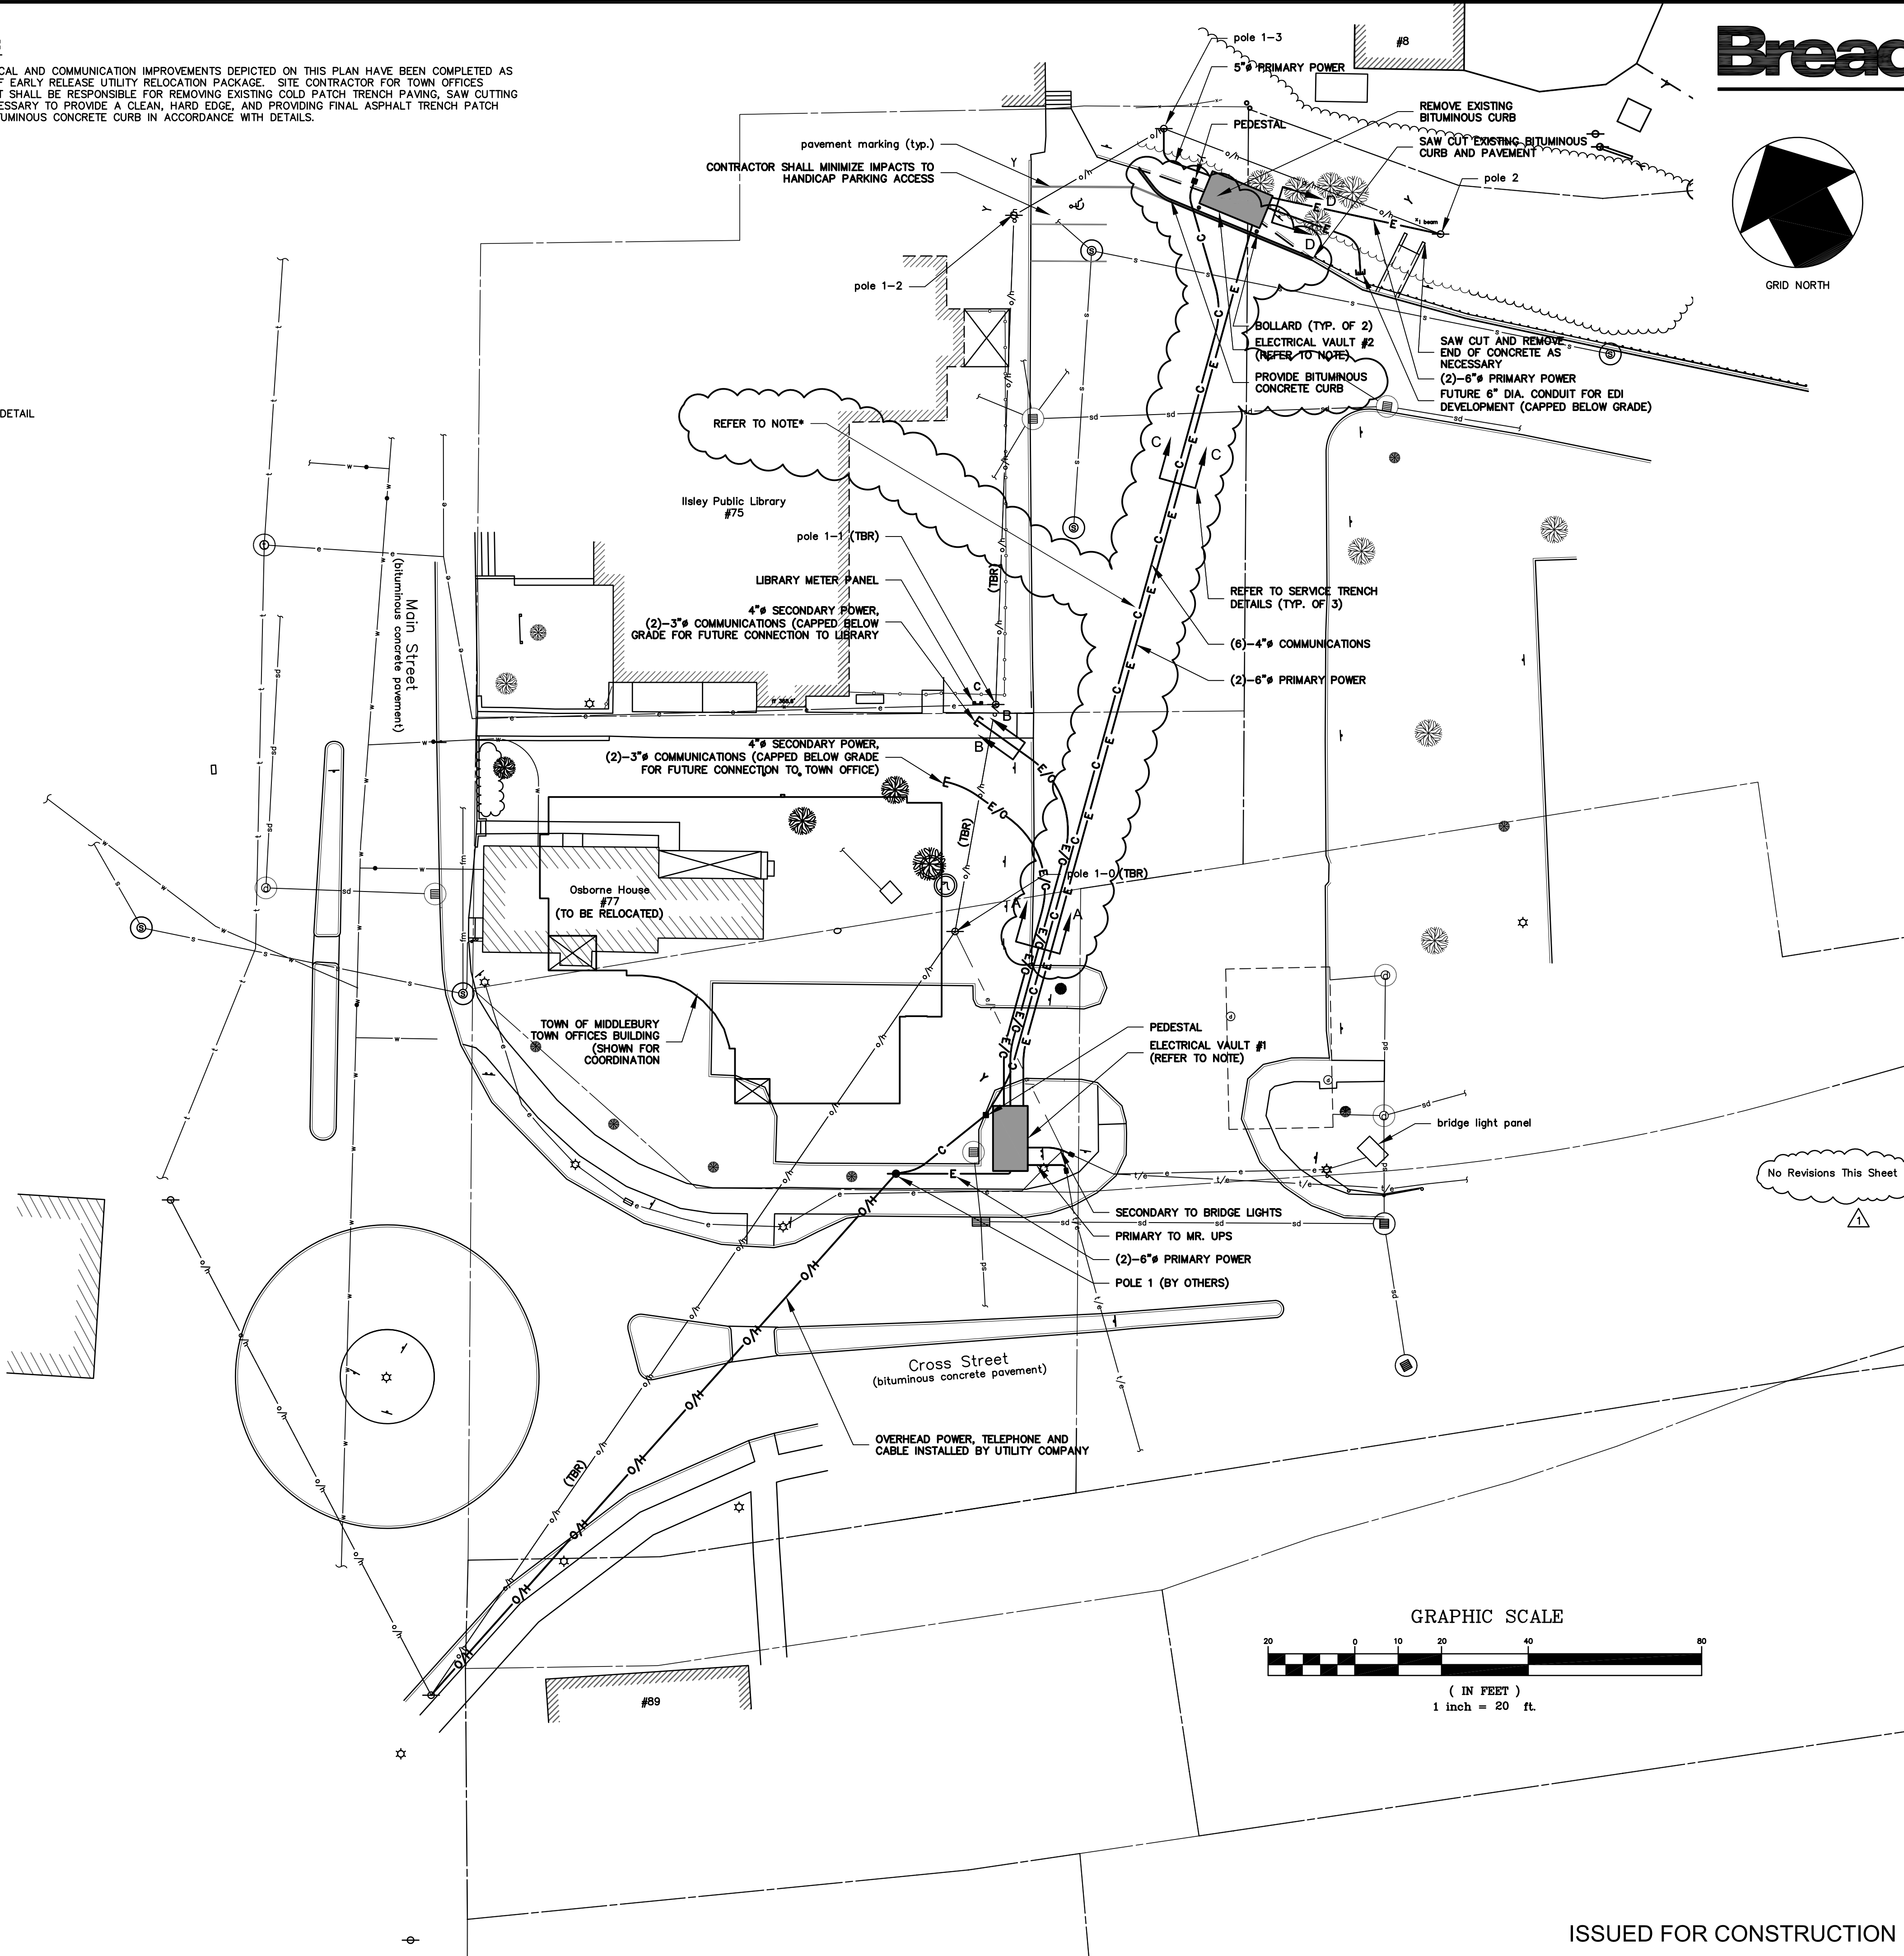 CAL AND COMMUNICATION IMPROVEMENTS DEPICTED ON THIS PLAN HAVE BEEN COMPLETED AS
F EARLY RELEASE UTILITY RELOCATION PACKAGE. SITE CONTRACTOR FOR TOWN OFFICES
T SHALL BE RESPONSIBLE FOR REMOVING EXISTING COLD PATCH TRENCH PAVING, SAW CUTTING
ESSARY TO PROVIDE A CLEAN, HARD EDGE, AND PROVIDING FINAL ASPHALT TRENCH PATCH
TUMINOUS CONCRETE CURB IN ACCORDANCE WITH DETAILS.
Bread
GRID NORTH
pole 1-3
5"ø PRIMARY POWER
#8
PEDESTAL
REMOVE EXISTING
BITUMINOUS CURB
SAW CUT EXISTING BITUMINOUS
CURB AND PAVEMENT
pole 2
pavement marking (typ.)
CONTRACTOR SHALL MINIMIZE IMPACTS TO
HANDICAP PARKING ACCESS
I beam
D
D
pole 1-2
BOLLARD (TYP. OF 2)
ELECTRICAL VAULT #2
(REFER TO NOTE)
PROVIDE BITUMINOUS
CONCRETE CURB
SAW CUT AND REMOVE
END OF CONCRETE AS
NECESSARY
(2)-6"ø PRIMARY POWER
FUTURE 6" DIA. CONDUIT FOR EDI
DEVELOPMENT (CAPPED BELOW GRADE)
DETAIL
REFER TO NOTE*
C
C
Ilsley Public Library
#75
pole 1-1 (TBR)
LIBRARY METER PANEL
4"ø SECONDARY POWER,
(2)-3"ø COMMUNICATIONS (CAPPED BELOW
GRADE FOR FUTURE CONNECTION TO LIBRARY
(TBR)
REFER TO SERVICE TRENCH
DETAILS (TYP. OF 3)
(6)-4"ø COMMUNICATIONS
(2)-6"ø PRIMARY POWER
Main Street
(bituminous concrete pavement)
B
B
4"ø SECONDARY POWER,
(2)-3"ø COMMUNICATIONS (CAPPED BELOW GRADE
FOR FUTURE CONNECTION TO TOWN OFFICE)
(TBR)
pole 1-0 (TBR)
A
A
Osborne House
#77
(TO BE RELOCATED)
TOWN OF MIDDLEBURY
TOWN OFFICES BUILDING
(SHOWN FOR
COORDINATION
PEDESTAL
ELECTRICAL VAULT #1
(REFER TO NOTE)
bridge light panel
No Revisions This Sheet
1
SECONDARY TO BRIDGE LIGHTS
PRIMARY TO MR. UPS
(2)-6"ø PRIMARY POWER
POLE 1 (BY OTHERS)
Cross Street
(bituminous concrete pavement)
OVERHEAD POWER, TELEPHONE AND
CABLE INSTALLED BY UTILITY COMPANY
(TBR)
#89
GRAPHIC SCALE
20 0 10 20 40 80
( IN FEET )
1 inch = 20 ft.
ISSUED FOR CONSTRUCTION